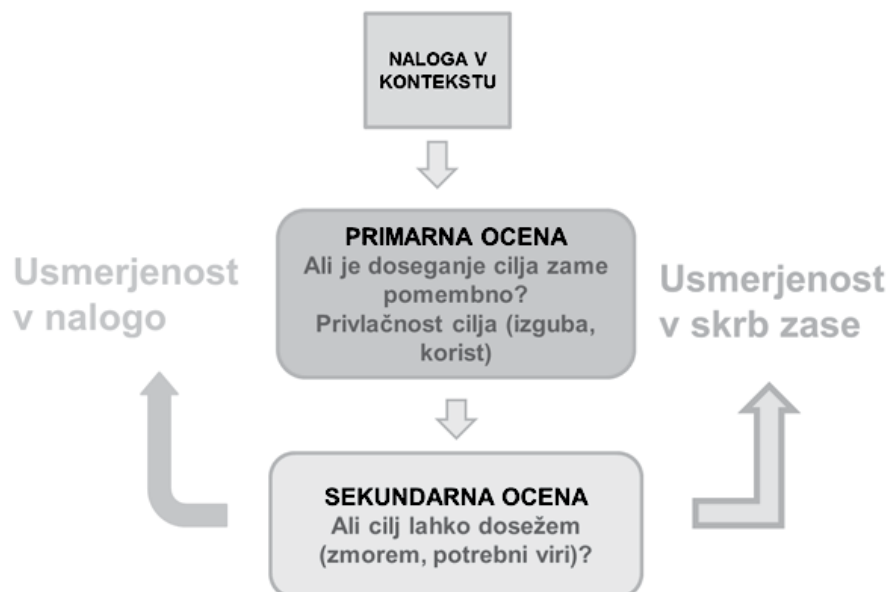 NALOGA V
KONTEKSTU
PRIMARNA OCENA
Ali je doseganje cilja zame
pomembno?
Privlačnost cilja (izguba,
korist)
Usmerjenost
v nalogo
Usmerjenost
v skrb zase
SEKUNDARNA OCENA
Ali cilj lahko dosežem
(zmorem, potrebni viri)?